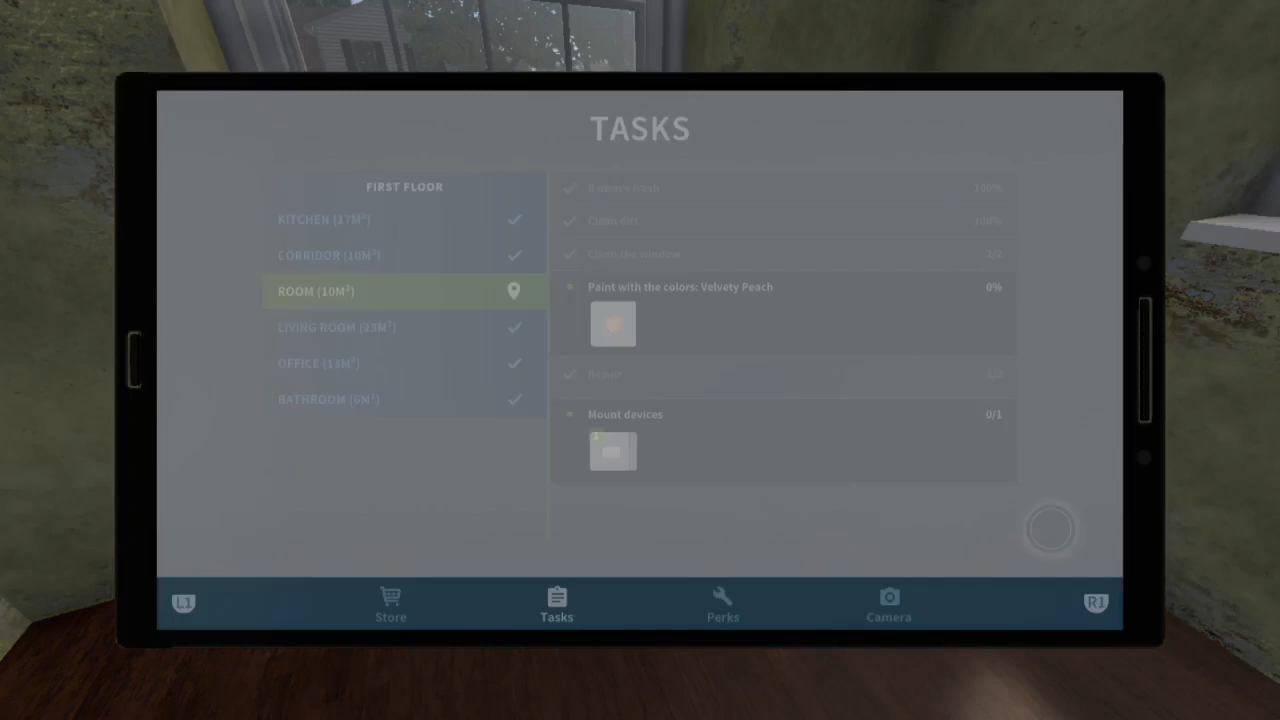 TASKS
FIRST FLOOR
KITCHEN (17M²)
CORRIDOR (10M²)
ROOM (10M²)
LIVING ROOM (23M²)
OFFICE (13M²)
BATHROOM (6M²)
Remove trash 100%
Clean dirt 100%
Clean the window 2/2
Paint with the colors: Velvety Peach 0%
Repair
Mount devices 0/1
1
L1
Store
Tasks
Perks
Camera
R1